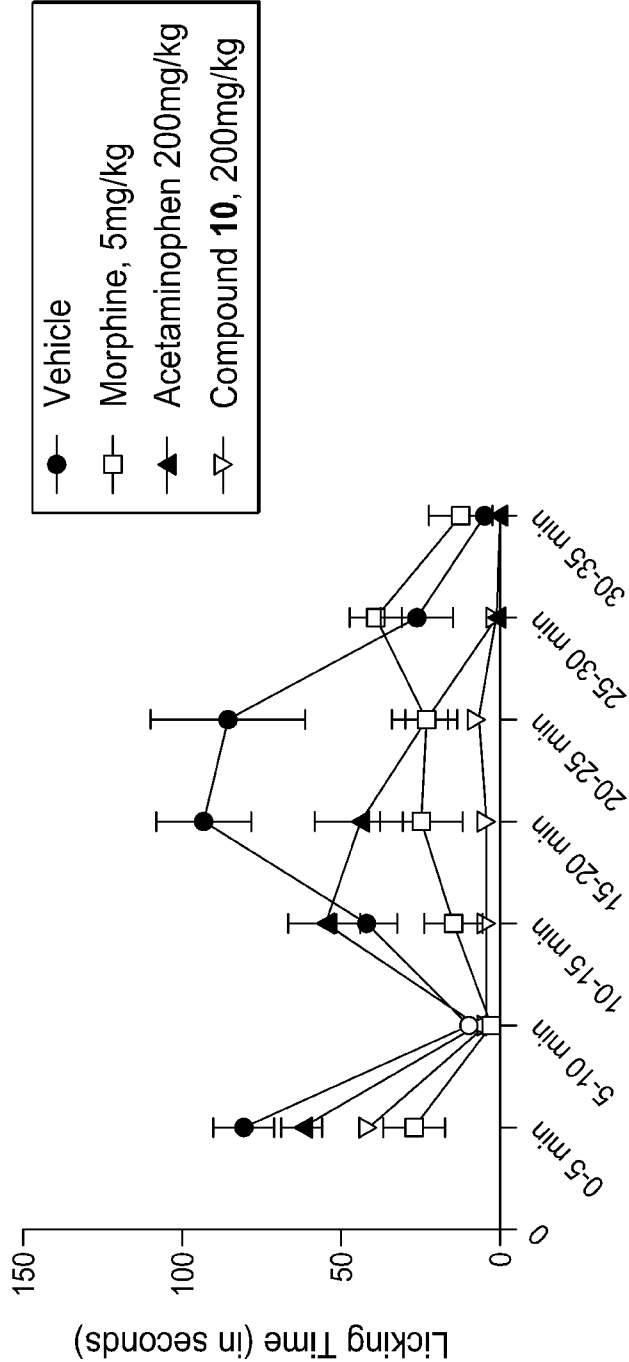 Vehicle
Morphine, 5mg/kg
Acetaminophen 200mg/kg
Compound 10, 200mg/kg
Licking Time (in seconds)
150
100
50
0
0
0-5 min
5-10 min
10-15 min
15-20 min
20-25 min
25-30 min
30-35 min